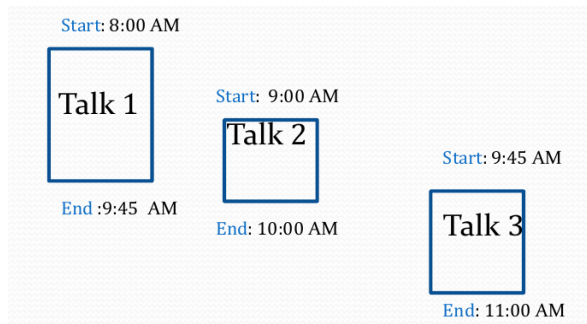 Start: 8:00 AM
Talk 1
End :9:45 AM
Start: 9:00 AM
Talk 2
End: 10:00 AM
Start: 9:45 AM
Talk 3
End: 11:00 AM